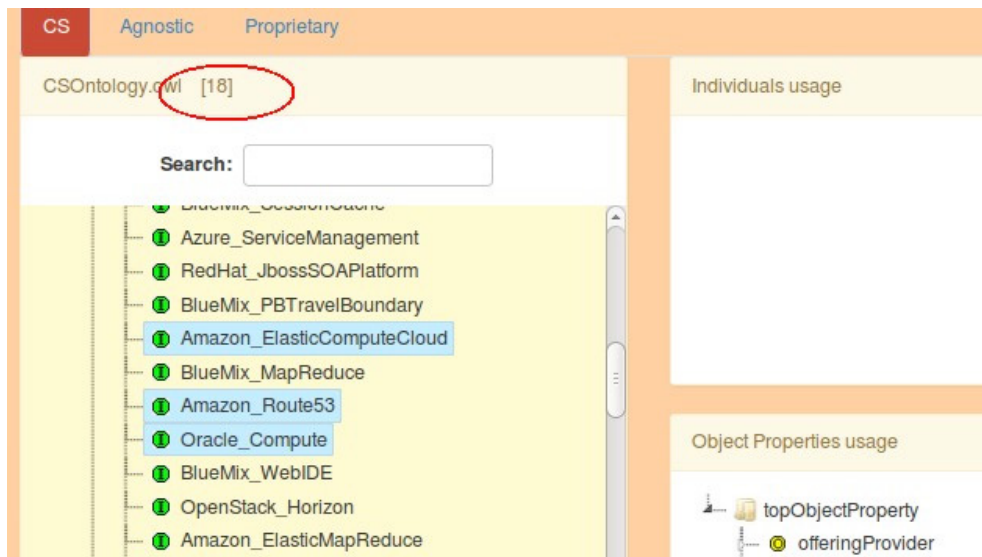 CS Agnostic Proprietary
CSOntology.owl [18]
Individuals usage
Search:
BlueMix_SessionCache
Azure_ServiceManagement
RedHat_JbossSOAPlatform
BlueMix_PBTravelBoundary
Amazon_ElasticComputeCloud
BlueMix_MapReduce
Amazon_Route53
Oracle_Compute
BlueMix_WebIDE
OpenStack_Horizon
Amazon_ElasticMapReduce
Object Properties usage
topObjectProperty
offeringProvider